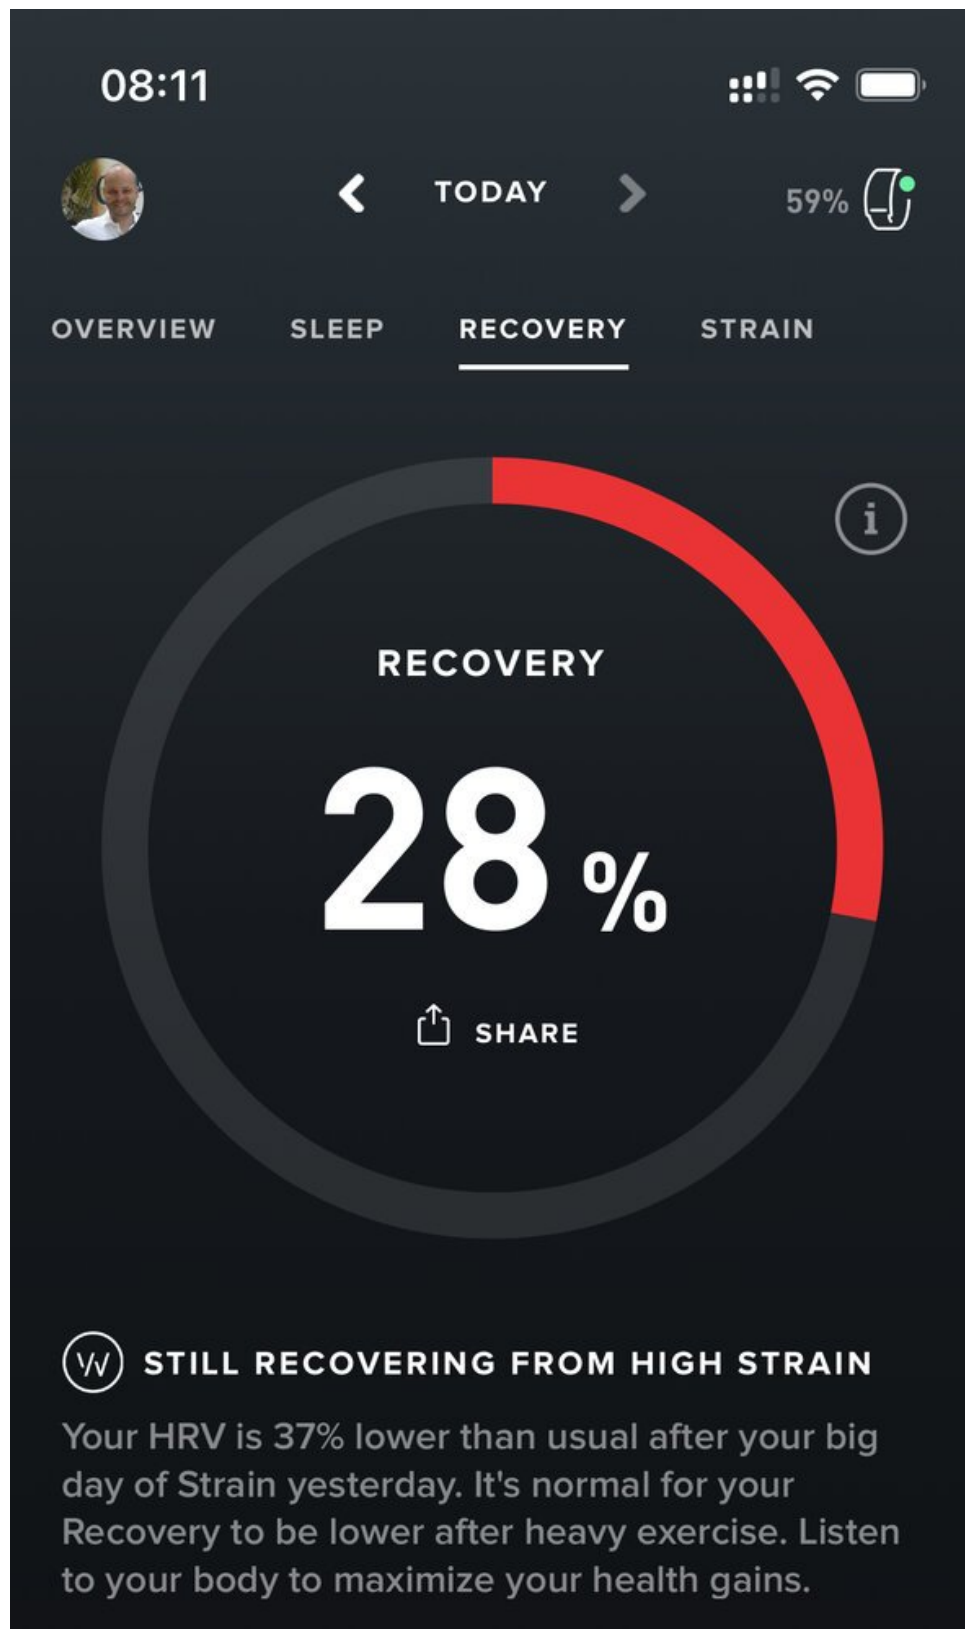 08:11
TODAY
59%
OVERVIEW SLEEP RECOVERY STRAIN
i
RECOVERY
28 %
SHARE
W STILL RECOVERING FROM HIGH STRAIN
Your HRV is 37% lower than usual after your big
day of Strain yesterday. It's normal for your
Recovery to be lower after heavy exercise. Listen
to your body to maximize your health gains.